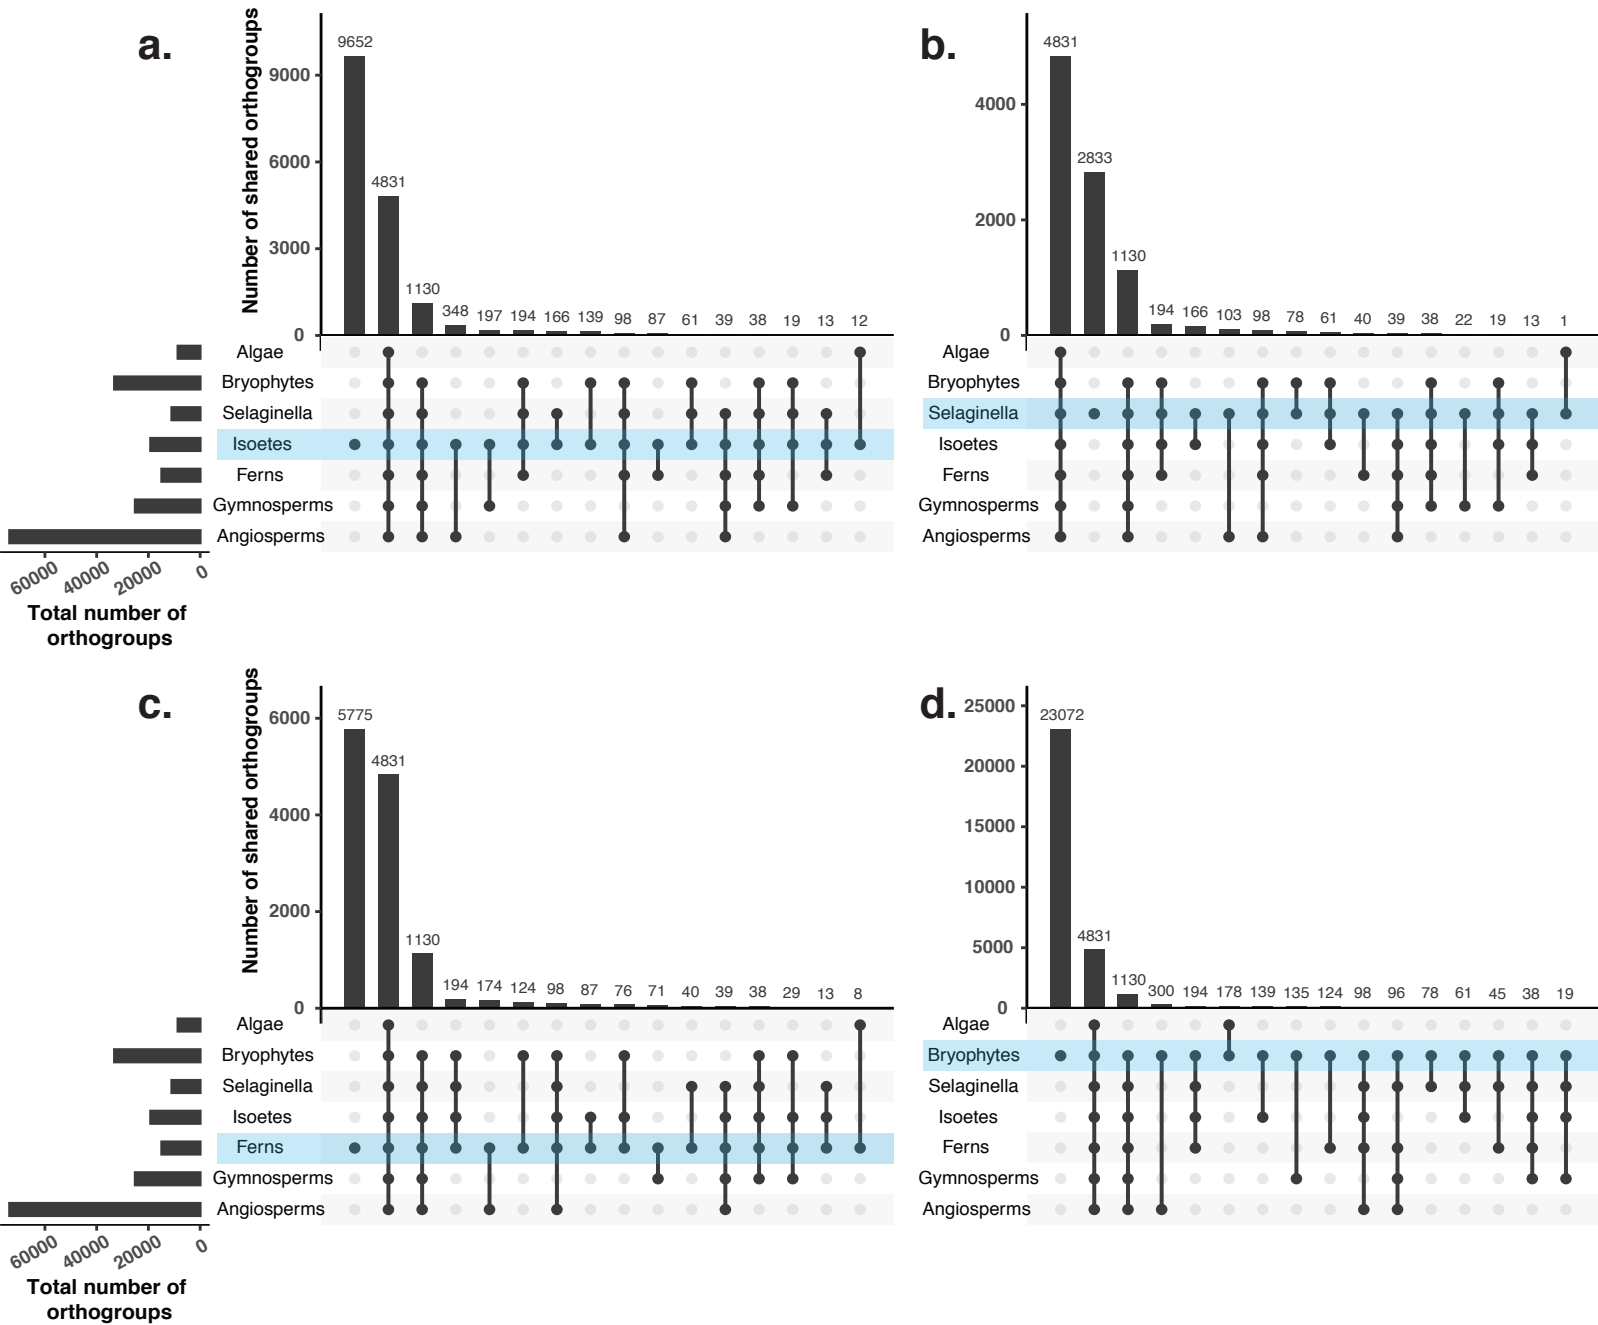 a.
Number of shared orthogroups
9000
6000
3000
0
9652
4831
1130
348 197 194 166 139 98 87 61 39 38 19 13 12
Algae
Bryophytes
Selaginella
Isoetes
Ferns
Gymnosperms
Angiosperms
60000 40000 20000 0
Total number of
orthogroups
b.
4000
2000
0
4831
2833
1130
194 166 103 98 78 61 40 39 38 22 19 13 1
Algae
Bryophytes
Selaginella
Isoetes
Ferns
Gymnosperms
Angiosperms
c.
Number of shared orthogroups
6000
4000
2000
0
5775
4831
1130
194 174 124 98 87 76 71 40 39 38 29 13 8
Algae
Bryophytes
Selaginella
Isoetes
Ferns
Gymnosperms
Angiosperms
60000 40000 20000 0
Total number of
orthogroups
d.
25000
20000
15000
10000
5000
0
23072
4831
1130 300 194 178 139 135 124 98 96 78 61 45 38 19
Algae
Bryophytes
Selaginella
Isoetes
Ferns
Gymnosperms
Angiosperms